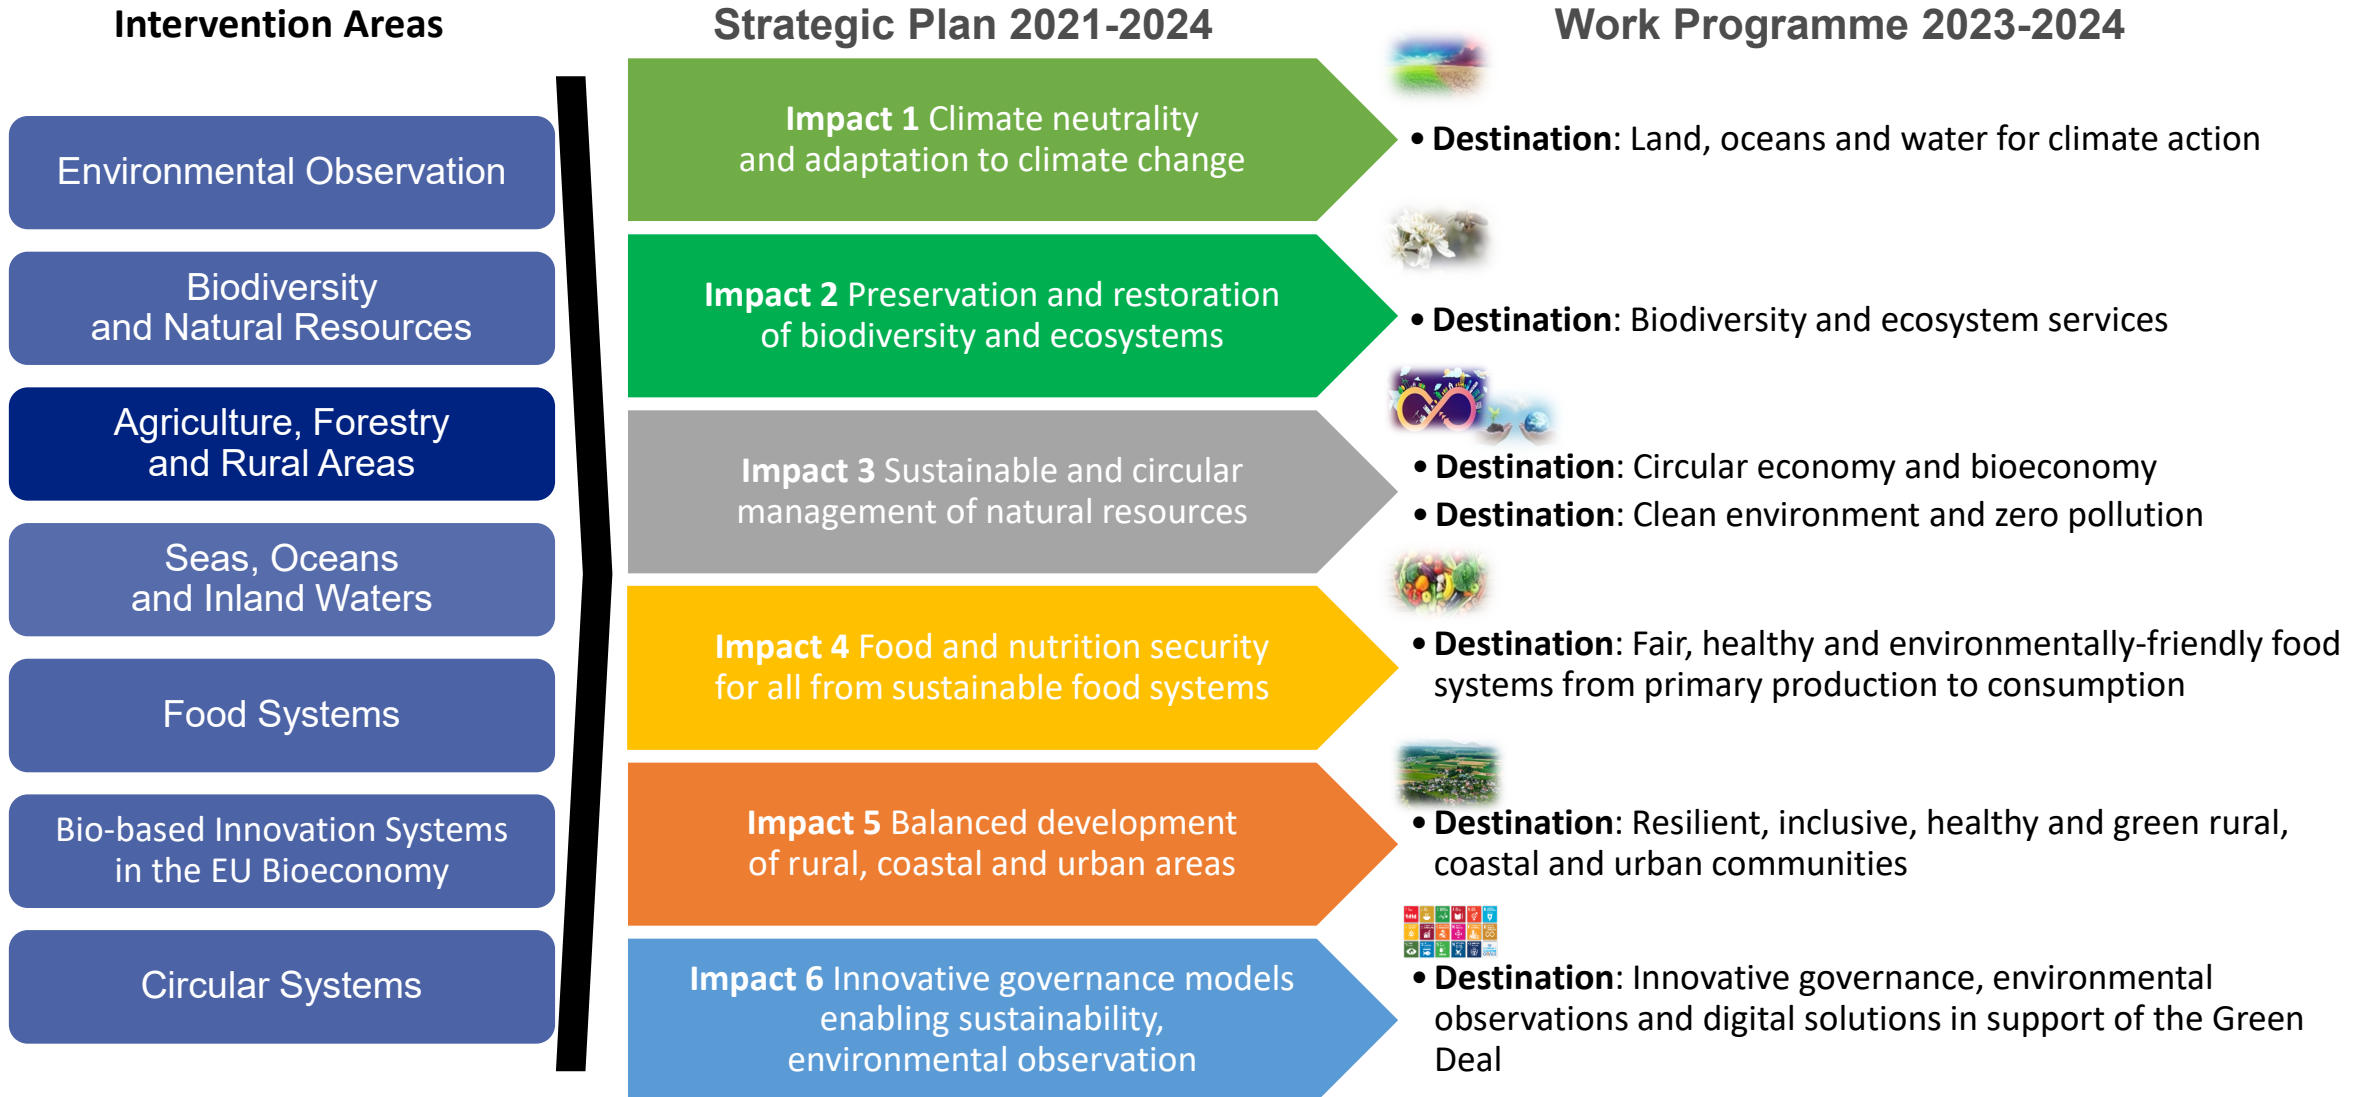 Intervention Areas
Environmental Observation
Biodiversity
and Natural Resources
Agriculture, Forestry
and Rural Areas
Seas, Oceans
and Inland Waters
Food Systems
Bio-based Innovation Systems
in the EU Bioeconomy
Circular Systems
Strategic Plan 2021-2024
Impact 1 Climate neutrality
and adaptation to climate change
Impact 2 Preservation and restoration
of biodiversity and ecosystems
Impact 3 Sustainable and circular
management of natural resources
Impact 4 Food and nutrition security
for all from sustainable food systems
Impact 5 Balanced development
of rural, coastal and urban areas
Impact 6 Innovative governance models
enabling sustainability,
environmental observation
Work Programme 2023-2024
• Destination: Land, oceans and water for climate action
• Destination: Biodiversity and ecosystem services
• Destination: Circular economy and bioeconomy
• Destination: Clean environment and zero pollution
• Destination: Fair, healthy and environmentally-friendly food
systems from primary production to consumption
• Destination: Resilient, inclusive, healthy and green rural,
coastal and urban communities
• Destination: Innovative governance, environmental
observations and digital solutions in support of the Green
Deal